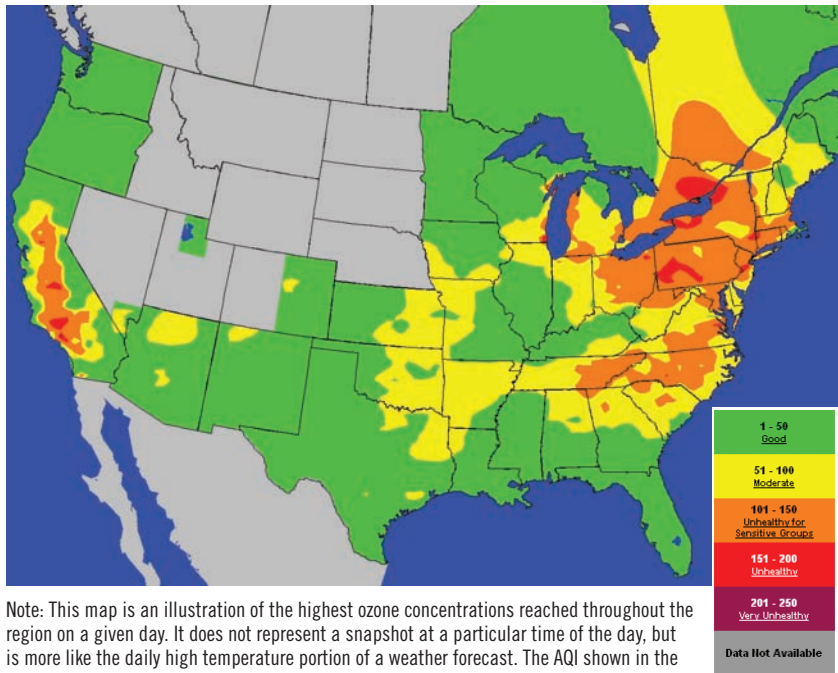 1 - 50
Good
51 - 100
Moderate
101 - 150
Unhealthy for
Sensitive Groups
151 - 200
Unhealthy
201 - 250
Very Unhealthy
Data Not Available
Note: This map is an illustration of the highest ozone concentrations reached throughout the
region on a given day. It does not represent a snapshot at a particular time of the day, but
is more like the daily high temperature portion of a weather forecast. The AQI shown in the